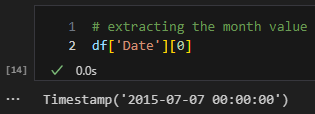 1 # extracting the month value
2 df['Date'][0]
[14] ✓ 0.0s
... Timestamp('2015-07-07 00:00:00')